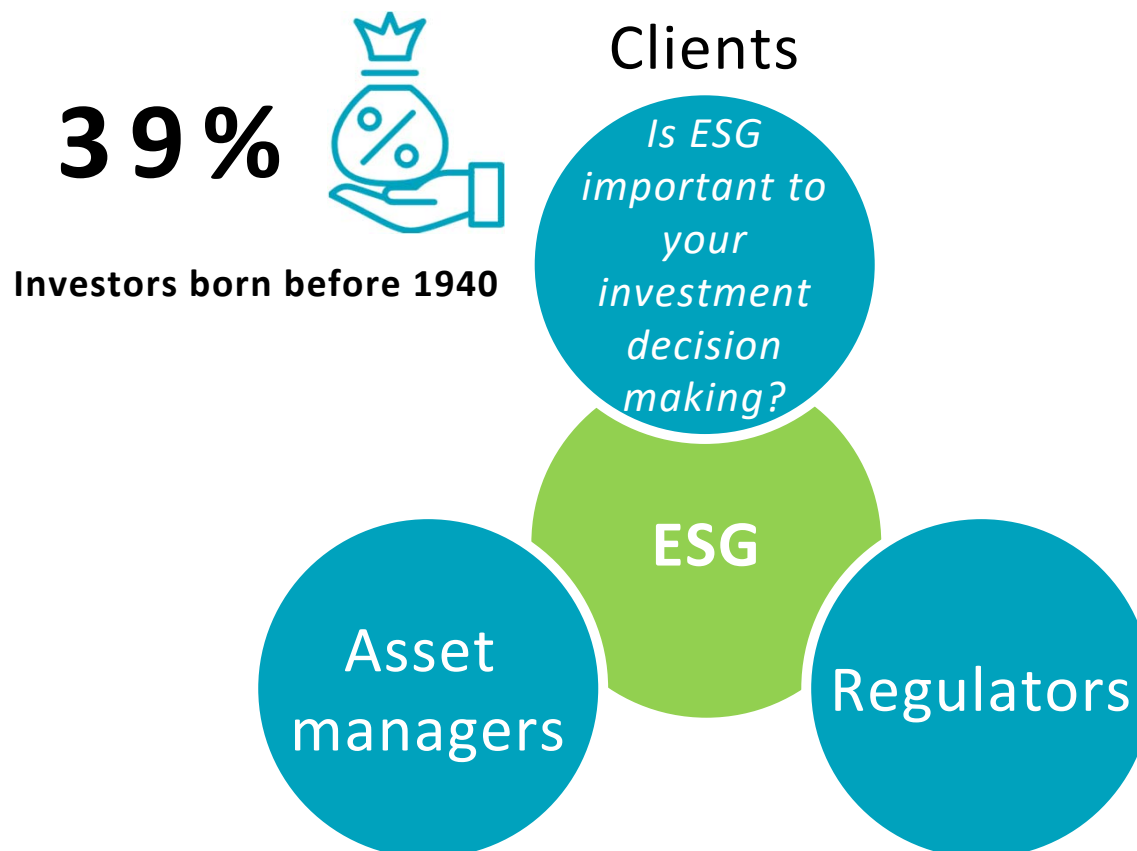 39%
Investors born before 1940
Clients
Is ESG
important to
your
investment
decision
making?
ESG
Asset
managers
Regulators